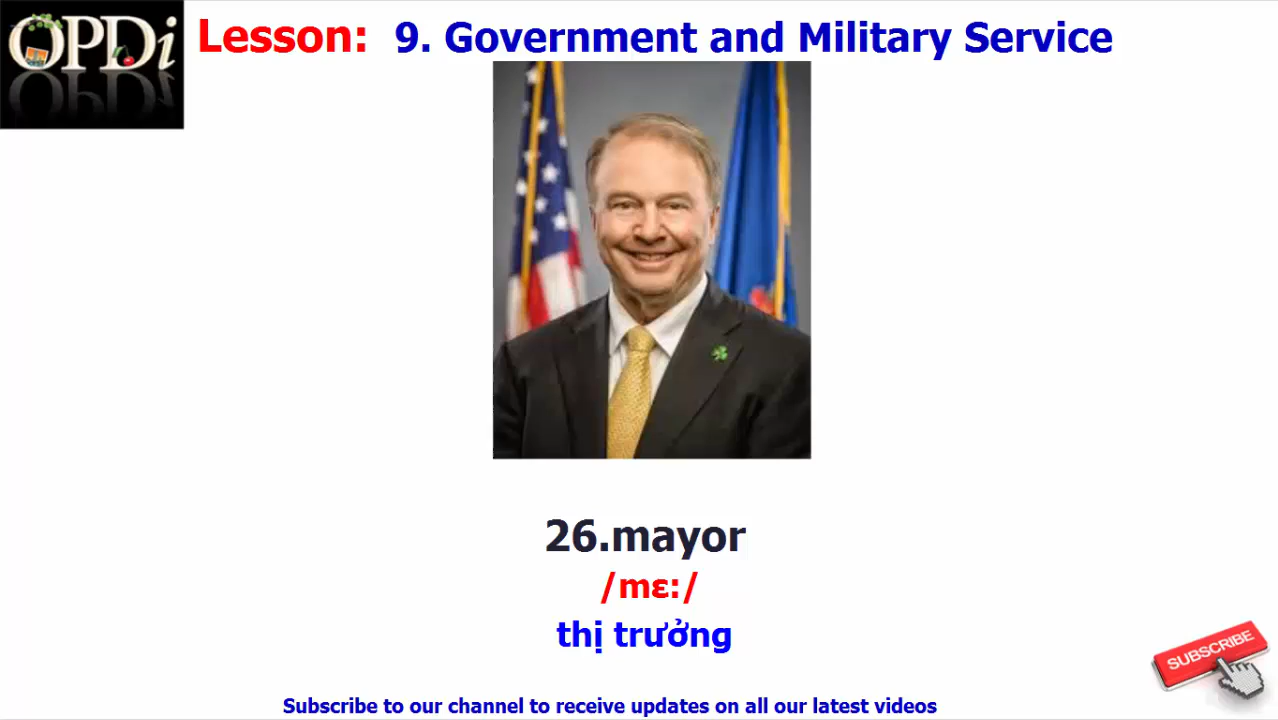 OPDi
Lesson: 9. Government and Military Service
26.mayor
/mɛː/
thị trưởng
SUBSCRIBE
Subscribe to our channel to receive updates on all our latest videos